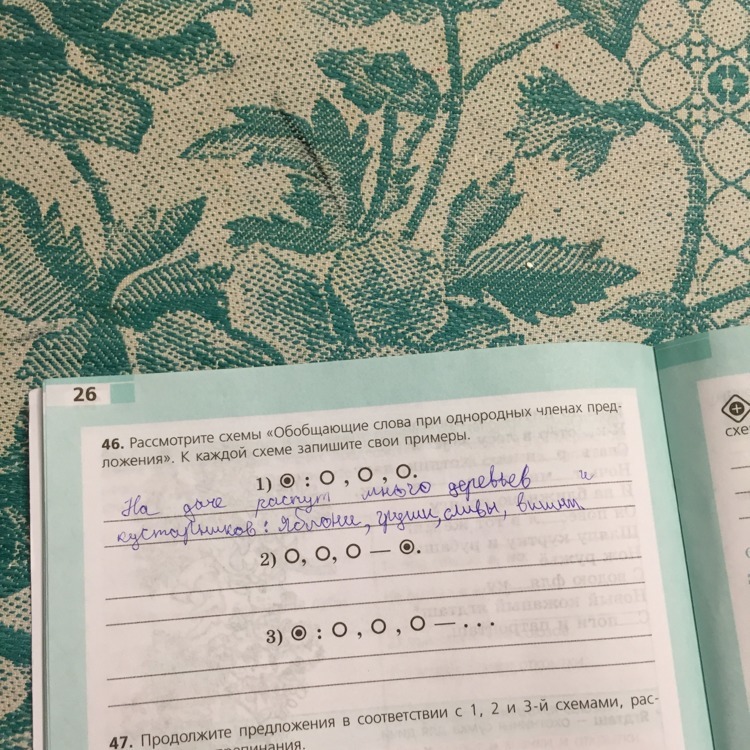 26
46. Рассмотрите схемы «Обобщающие слова при однородных членах пред-
ложения». К каждой схеме запишите свои примеры.
1) ⦿ : О , О , О.
На даче растут много деревьев и
кустарников: яблони, груши, сливы, вишни.
2) О, О, О — ⦿.
3) ⦿ : О , О , О — . . .
47. Продолжите предложения в соответствии с 1, 2 и 3-й схемами, рас-
схе